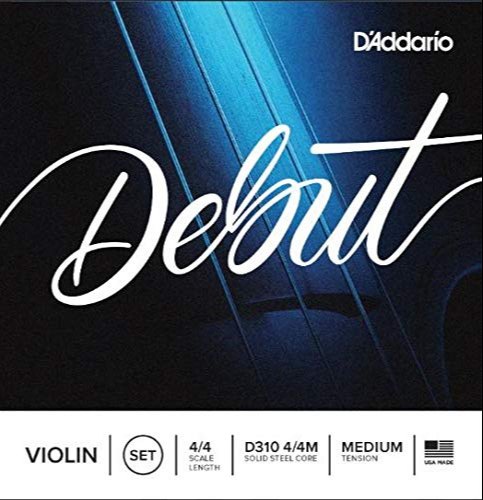 D'Addario
Debut
VIOLIN
SET
4/4
SCALE
LENGTH
D310 4/4M
SOLID STEEL CORE
MEDIUM
TENSION
USA MADE